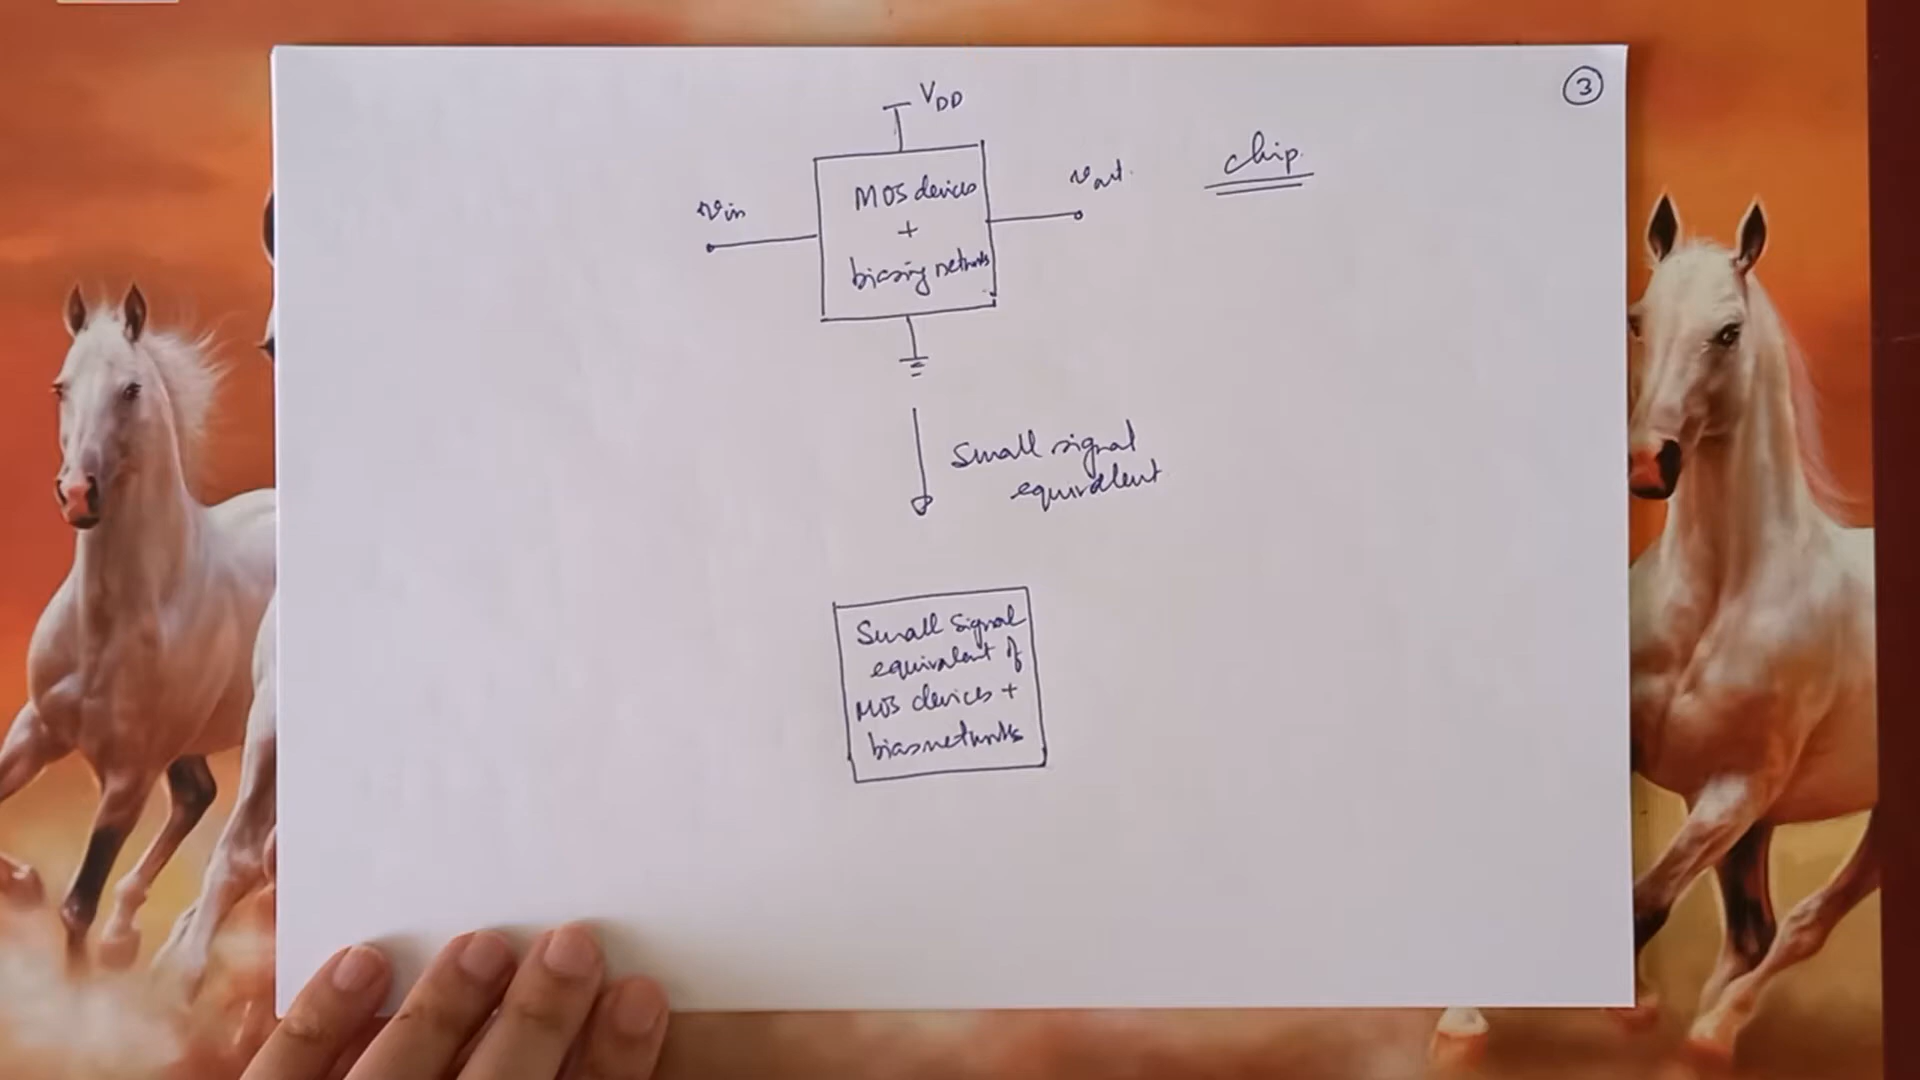 3
VDD
chip
vin
vout
MOS devices
+
biasing networks
Small signal
equivalent
Small signal
equivalent of
MOS devices +
bias networks